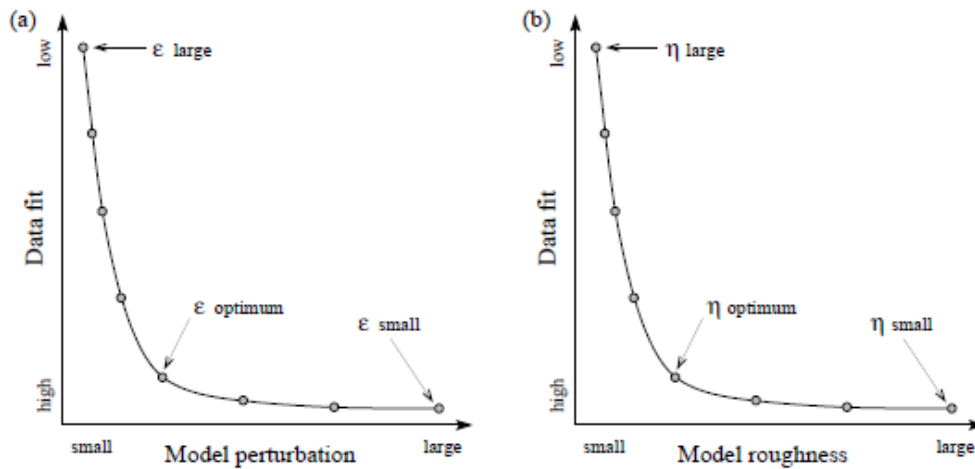 (a)
low
ε large
Data fit
ε optimum
ε small
high
small
large
Model perturbation
(b)
low
η large
Data fit
η optimum
η small
high
small
large
Model roughness